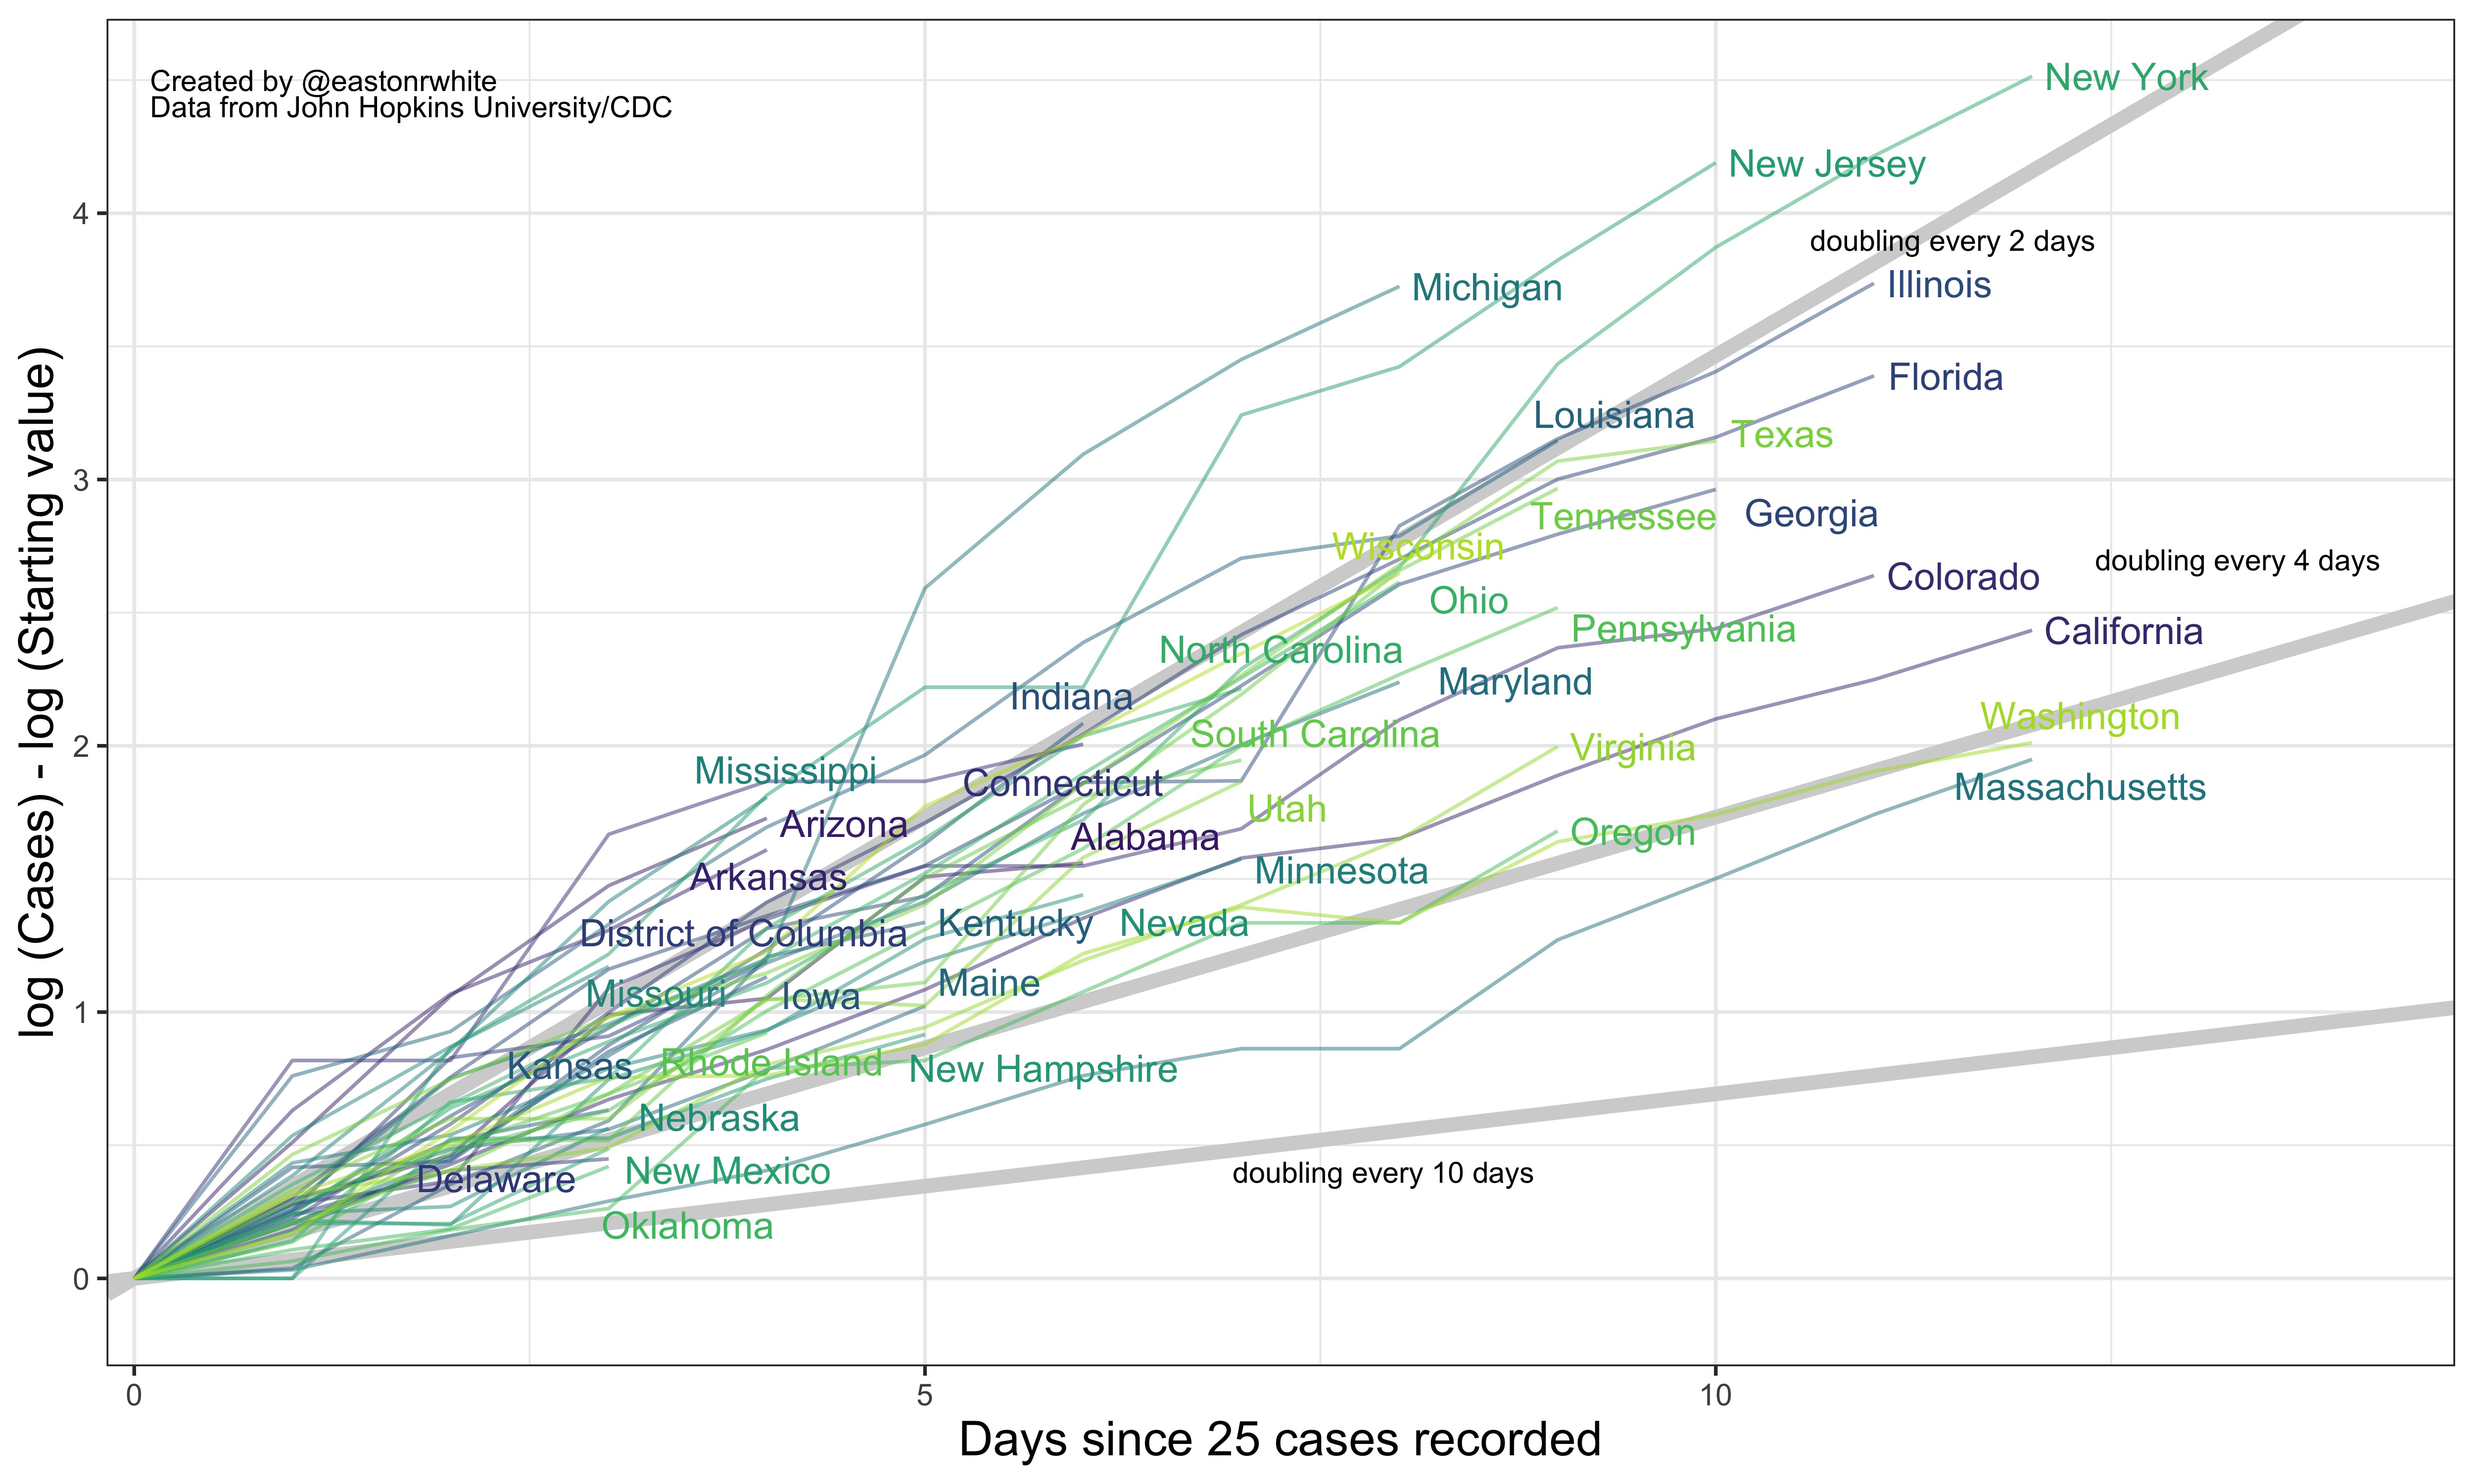 Created by @eastonrwhite
Data from John Hopkins University/CDC
New York
New Jersey
doubling every 2 days
Michigan
Illinois
Florida
Louisiana
Texas
Tennessee
Georgia
Wisconsin
doubling every 4 days
Colorado
Ohio
Pennsylvania
California
North Carolina
Maryland
Indiana
Washington
South Carolina
Virginia
Mississippi
Connecticut
Massachusetts
Utah
Arizona
Alabama
Oregon
Arkansas
Minnesota
District of Columbia
Kentucky
Nevada
Missouri
Iowa
Maine
Kansas
Rhode Island
New Hampshire
Nebraska
Delaware
New Mexico
doubling every 10 days
Oklahoma
4
3
2
1
0
log (Cases) - log (Starting value)
0 5 10
Days since 25 cases recorded